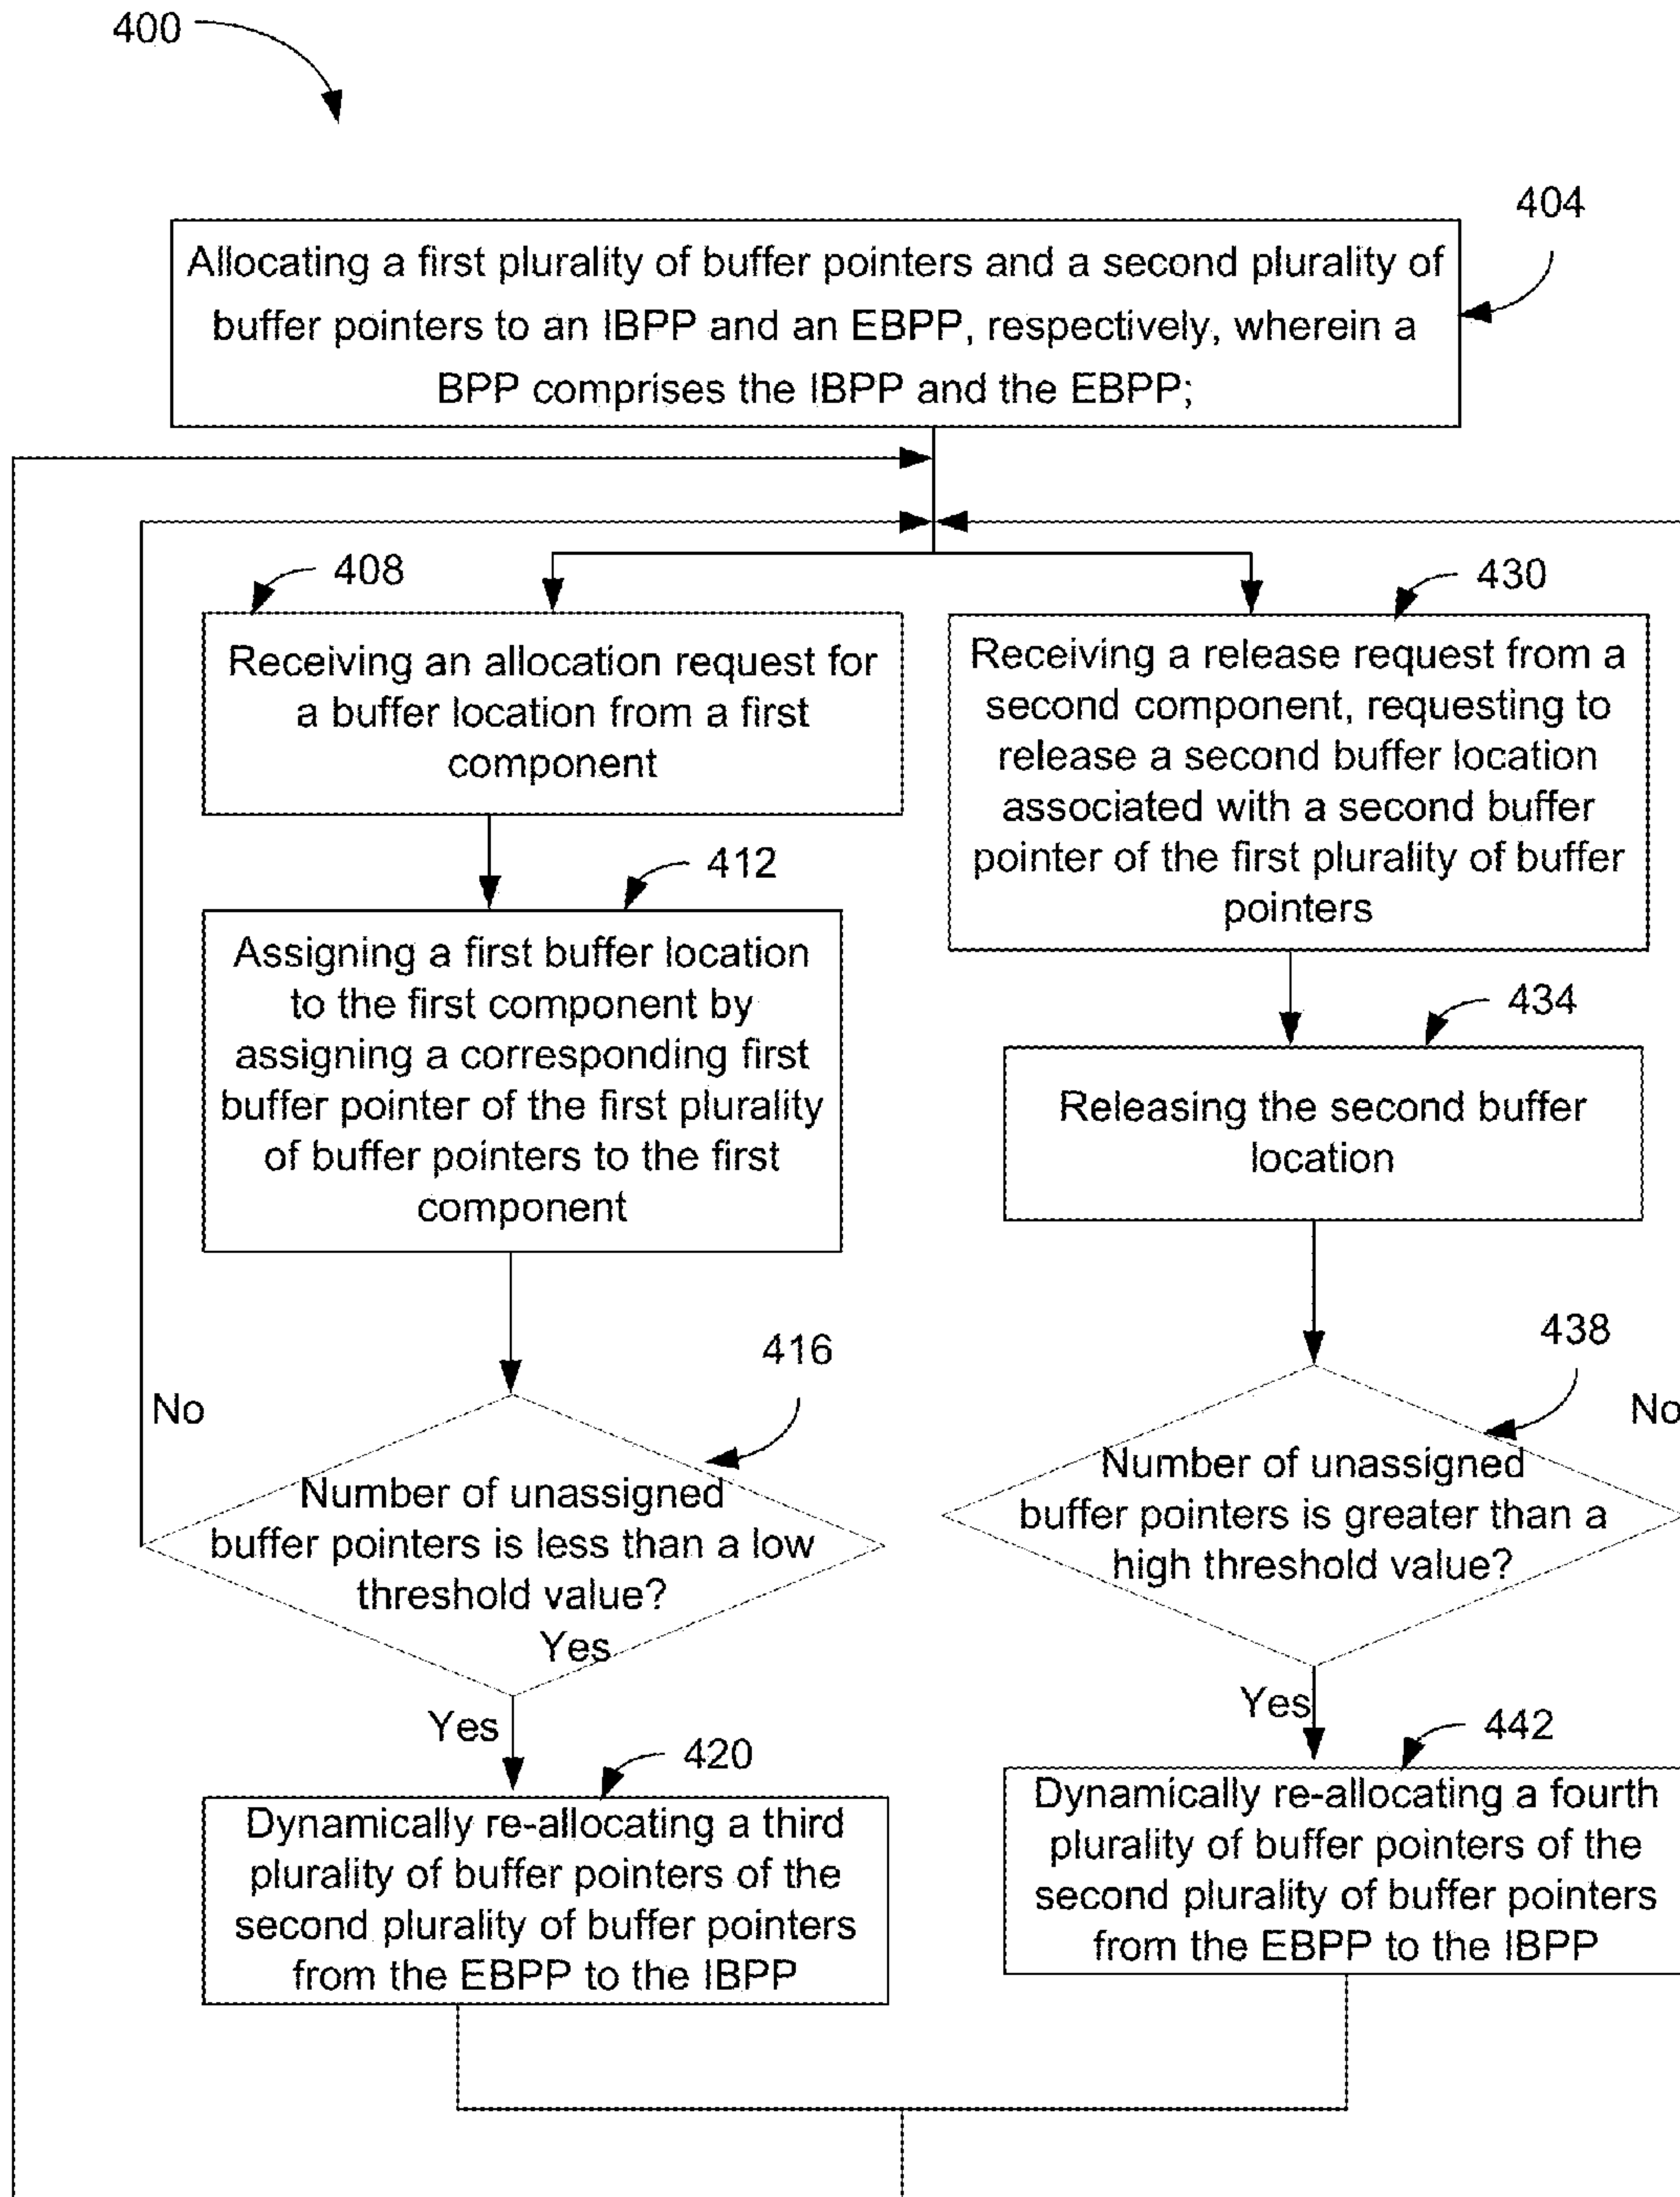 400
404
Allocating a first plurality of buffer pointers and a second plurality of
buffer pointers to an IBPP and an EBPP, respectively, wherein a
BPP comprises the IBPP and the EBPP;
408
Receiving an allocation request for
a buffer location from a first
component
412
Assigning a first buffer location
to the first component by
assigning a corresponding first
buffer pointer of the first plurality
of buffer pointers to the first
component
416
No
Number of unassigned
buffer pointers is less than a low
threshold value?
Yes
Yes
420
Dynamically re-allocating a third
plurality of buffer pointers of the
second plurality of buffer pointers
from the EBPP to the IBPP
430
Receiving a release request from a
second component, requesting to
release a second buffer location
associated with a second buffer
pointer of the first plurality of buffer
pointers
434
Releasing the second buffer
location
438
No
Number of unassigned
buffer pointers is greater than a
high threshold value?
Yes
442
Dynamically re-allocating a fourth
plurality of buffer pointers of the
second plurality of buffer pointers
from the EBPP to the IBPP